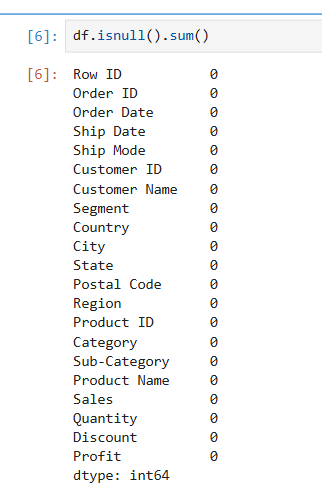 [6]: df.isnull().sum()
[6]: Row ID 0
Order ID 0
Order Date 0
Ship Date 0
Ship Mode 0
Customer ID 0
Customer Name 0
Segment 0
Country 0
City 0
State 0
Postal Code 0
Region 0
Product ID 0
Category 0
Sub-Category 0
Product Name 0
Sales 0
Quantity 0
Discount 0
Profit 0
dtype: int64